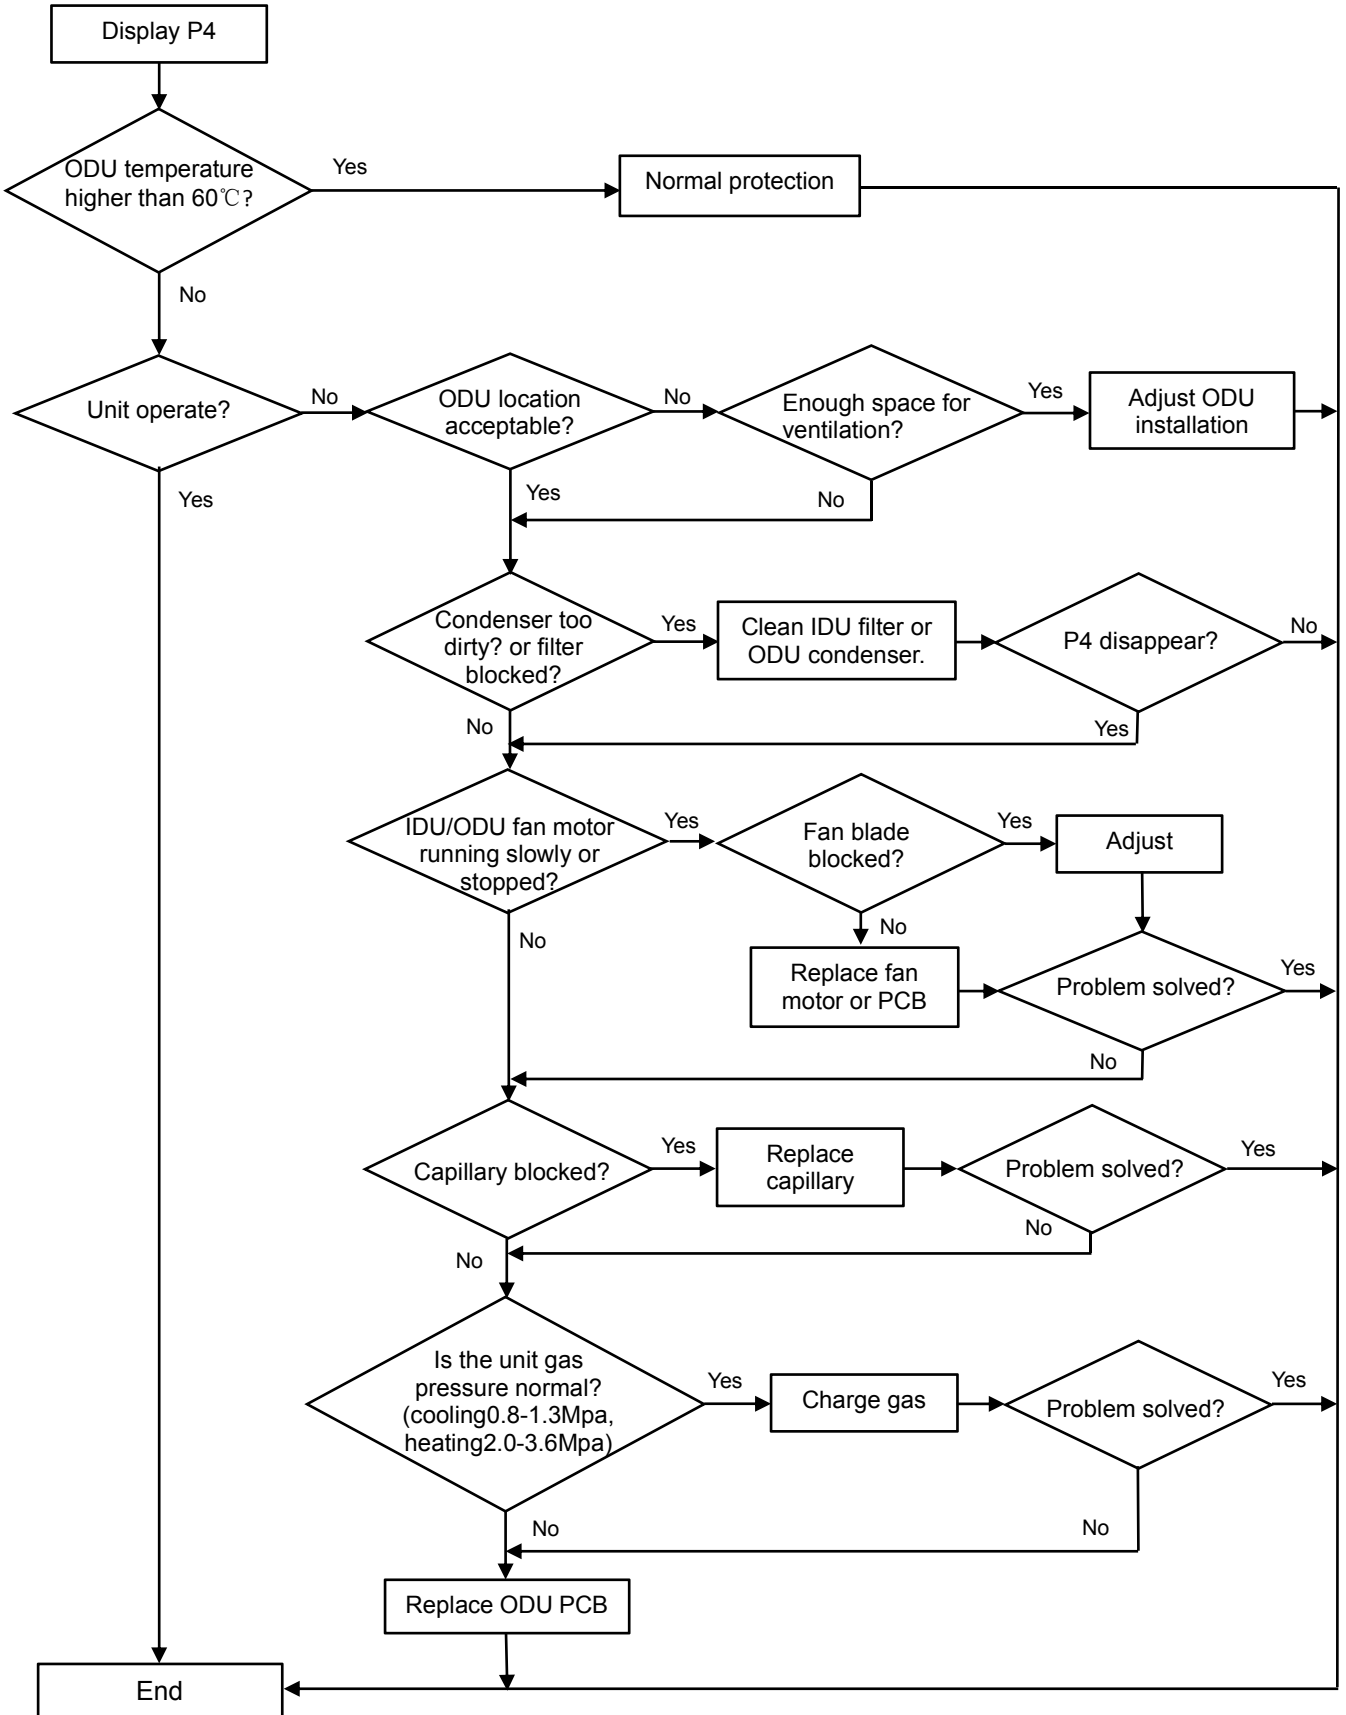 Display P4
ODU temperature
higher than 60℃?
Yes
Normal protection
No
Unit operate?
No
ODU location
acceptable?
No
Enough space for
ventilation?
Yes
Adjust ODU
installation
Yes
Yes
No
Condenser too
dirty? or filter
blocked?
Yes
Clean IDU filter or
ODU condenser.
P4 disappear?
No
No
Yes
IDU/ODU fan motor
running slowly or
stopped?
Yes
Fan blade
blocked?
Yes
Adjust
No
No
Replace fan
motor or PCB
Problem solved?
Yes
No
Capillary blocked?
Yes
Replace
capillary
Problem solved?
Yes
No
No
Is the unit gas
pressure normal?
(cooling0.8-1.3Mpa,
heating2.0-3.6Mpa)
Yes
Charge gas
Problem solved?
Yes
No
No
Replace ODU PCB
End